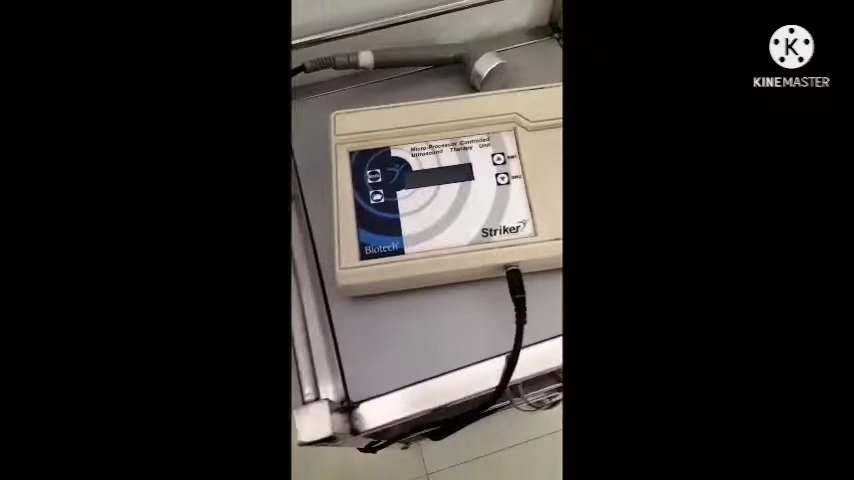 K
KINEMASTER
Micro-Processor Controlled
Ultrasound Therapy Unit
Striker
Biotech